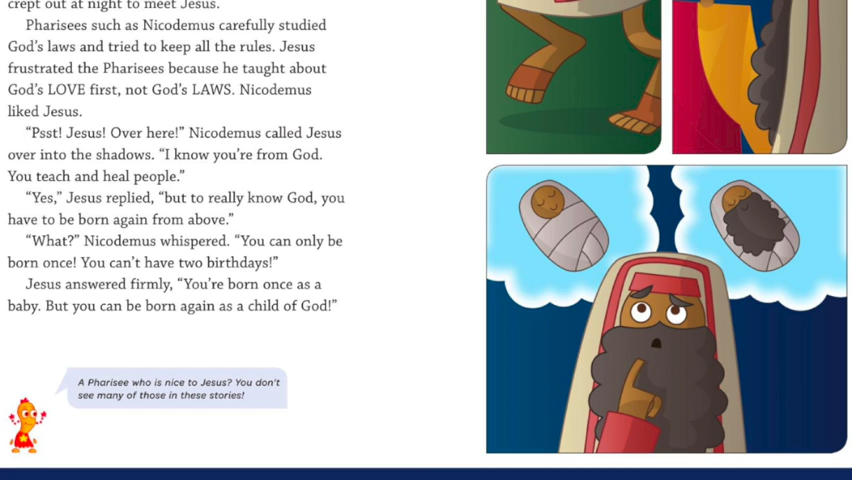 crept out at night to meet Jesus.
Pharisees such as Nicodemus carefully studied
God’s laws and tried to keep all the rules. Jesus
frustrated the Pharisees because he taught about
God’s LOVE first, not God’s LAWS. Nicodemus
liked Jesus.
“Psst! Jesus! Over here!” Nicodemus called Jesus
over into the shadows. “I know you’re from God.
You teach and heal people.”
“Yes,” Jesus replied, “but to really know God, you
have to be born again from above.”
“What?” Nicodemus whispered. “You can only be
born once! You can’t have two birthdays!”
Jesus answered firmly, “You’re born once as a
baby. But you can be born again as a child of God!”
A Pharisee who is nice to Jesus? You don’t
see many of those in these stories!